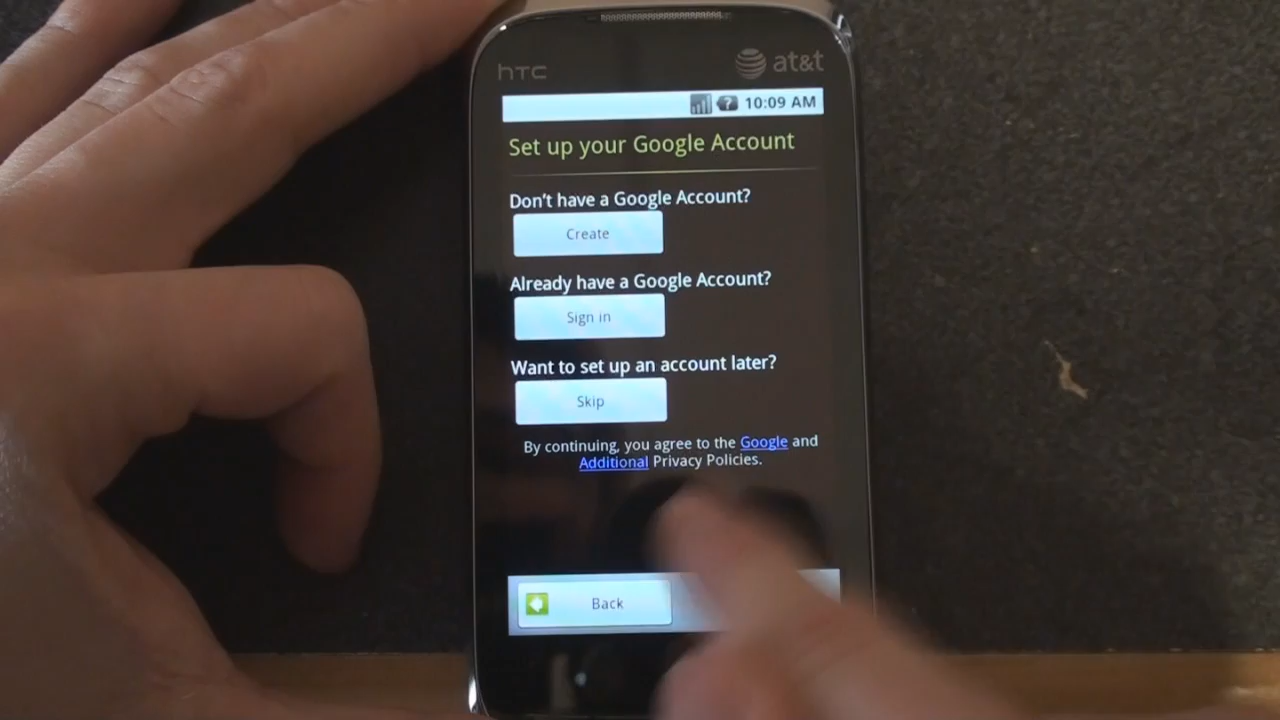 hTC
at&t
10:09 AM
Set up your Google Account
Don't have a Google Account?
Create
Already have a Google Account?
Sign in
Want to set up an account later?
Skip
By continuing, you agree to the Google and
Additional Privacy Policies.
Back